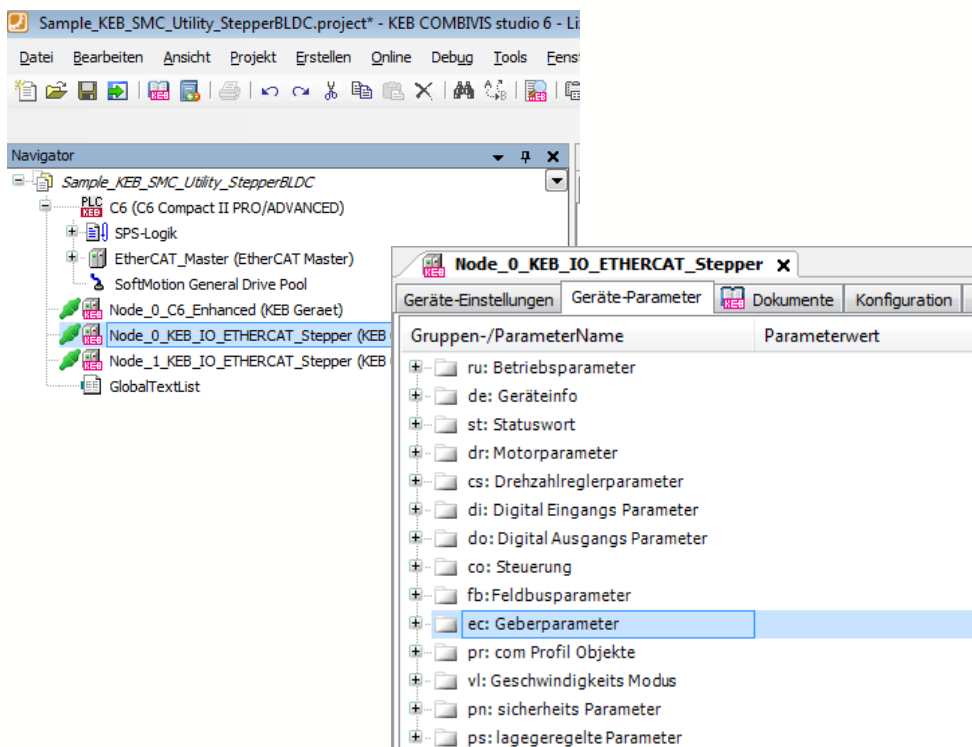 Sample_KEB_SMC_Utility_StepperBLDC.project* - KEB COMBIVIS studio 6 - Li
Datei Bearbeiten Ansicht Projekt Erstellen Online Debug Tools Fens
Navigator
Sample_KEB_SMC_Utility_StepperBLDC
PLC KEB C6 (C6 Compact II PRO/ADVANCED)
SPS-Logik
EtherCAT_Master (EtherCAT Master)
SoftMotion General Drive Pool
Node_0_C6_Enhanced (KEB Geraet)
Node_0_KEB_IO_ETHERCAT_Stepper (KEB
Node_1_KEB_IO_ETHERCAT_Stepper (KEB
GlobalTextList
Node_0_KEB_IO_ETHERCAT_Stepper
Geräte-Einstellungen Geräte-Parameter KEB Dokumente Konfiguration
Gruppen-/ParameterName Parameterwert
ru: Betriebsparameter
de: Geräteinfo
st: Statuswort
dr: Motorparameter
cs: Drehzahlreglerparameter
di: Digital Eingangs Parameter
do: Digital Ausgangs Parameter
co: Steuerung
fb:Feldbusparameter
ec: Geberparameter
pr: com Profil Objekte
vl: Geschwindigkeits Modus
pn: sicherheits Parameter
ps: lagegeregelte Parameter